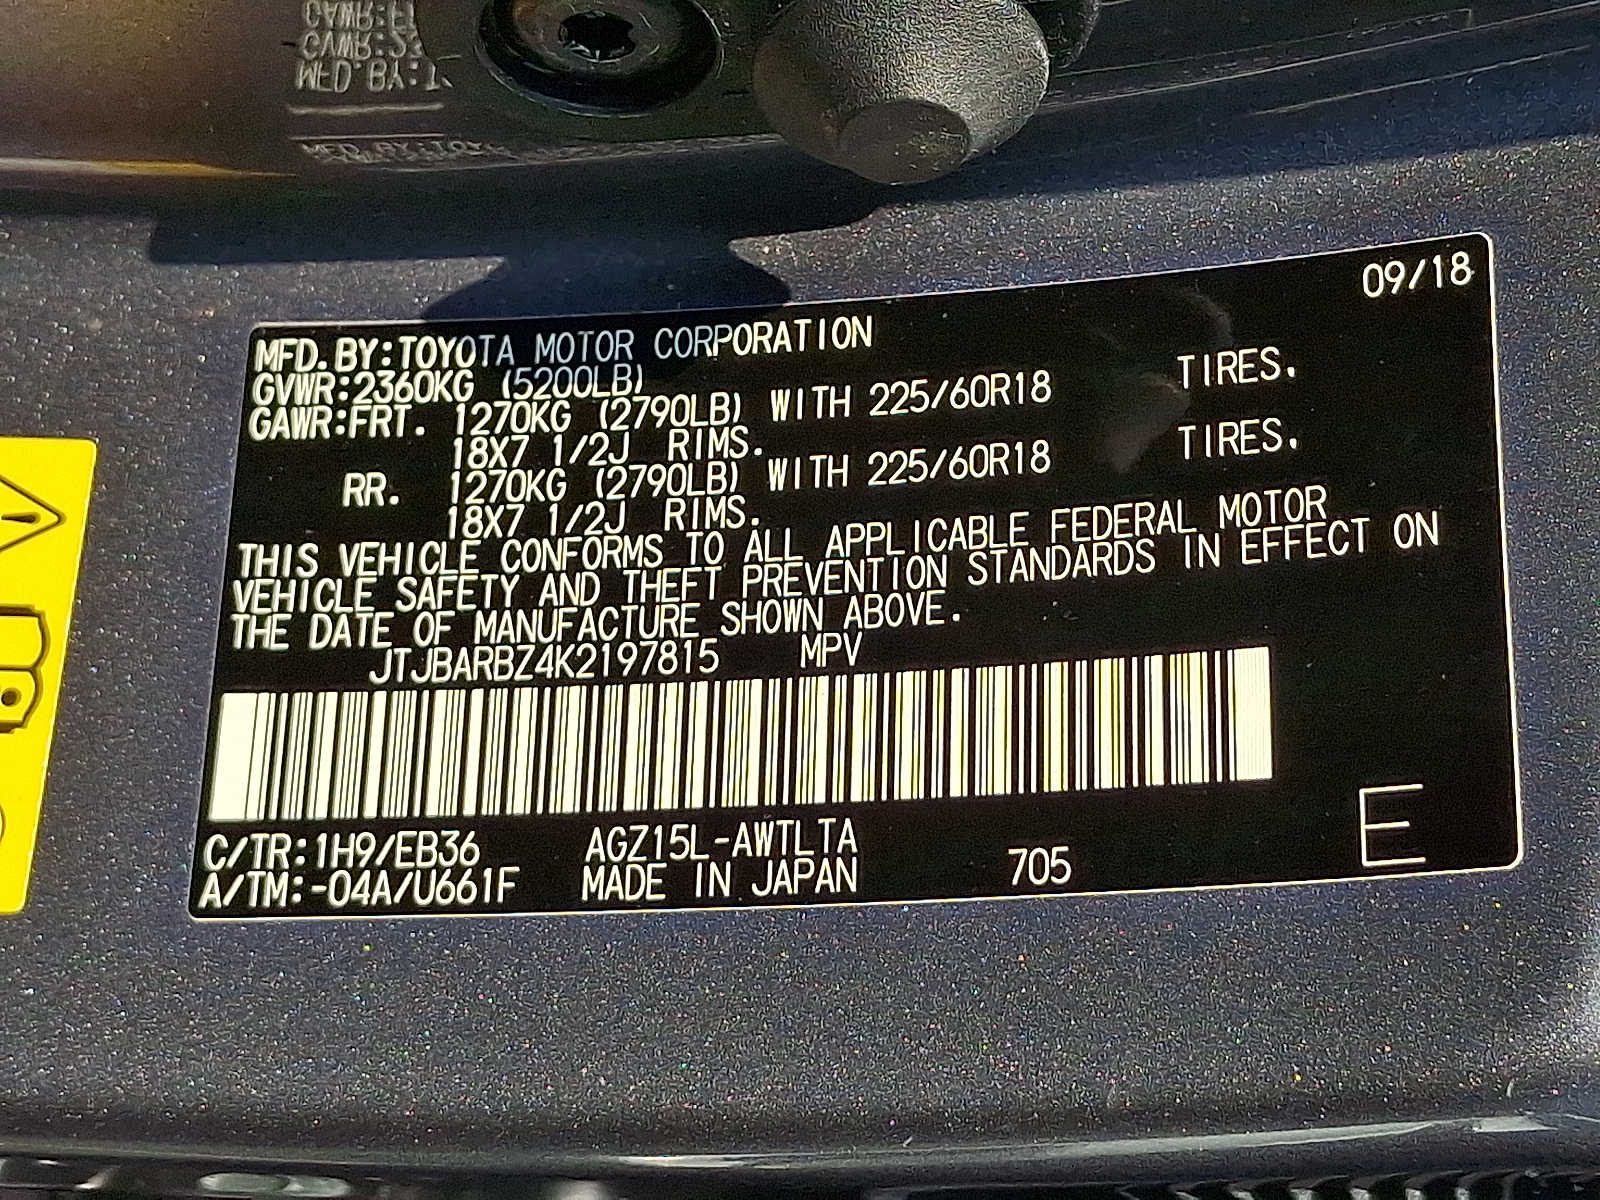 09/18
MFD.BY:TOYOTA MOTOR CORPORATION
GVWR:2360KG (5200LB)
GAWR:FRT. 1270KG (2790LB) WITH 225/60R18 TIRES.
18X7 1/2J RIMS.
RR. 1270KG (2790LB) WITH 225/60R18 TIRES.
18X7 1/2J RIMS.
THIS VEHICLE CONFORMS TO ALL APPLICABLE FEDERAL MOTOR
VEHICLE SAFETY AND THEFT PREVENTION STANDARDS IN EFFECT ON
THE DATE OF MANUFACTURE SHOWN ABOVE.
JTJBARBZ4K2197815 MPV
C/TR:1H9/EB36 AGZ15L-AWTLTA
A/TM:-04A/U661F MADE IN JAPAN 705 E